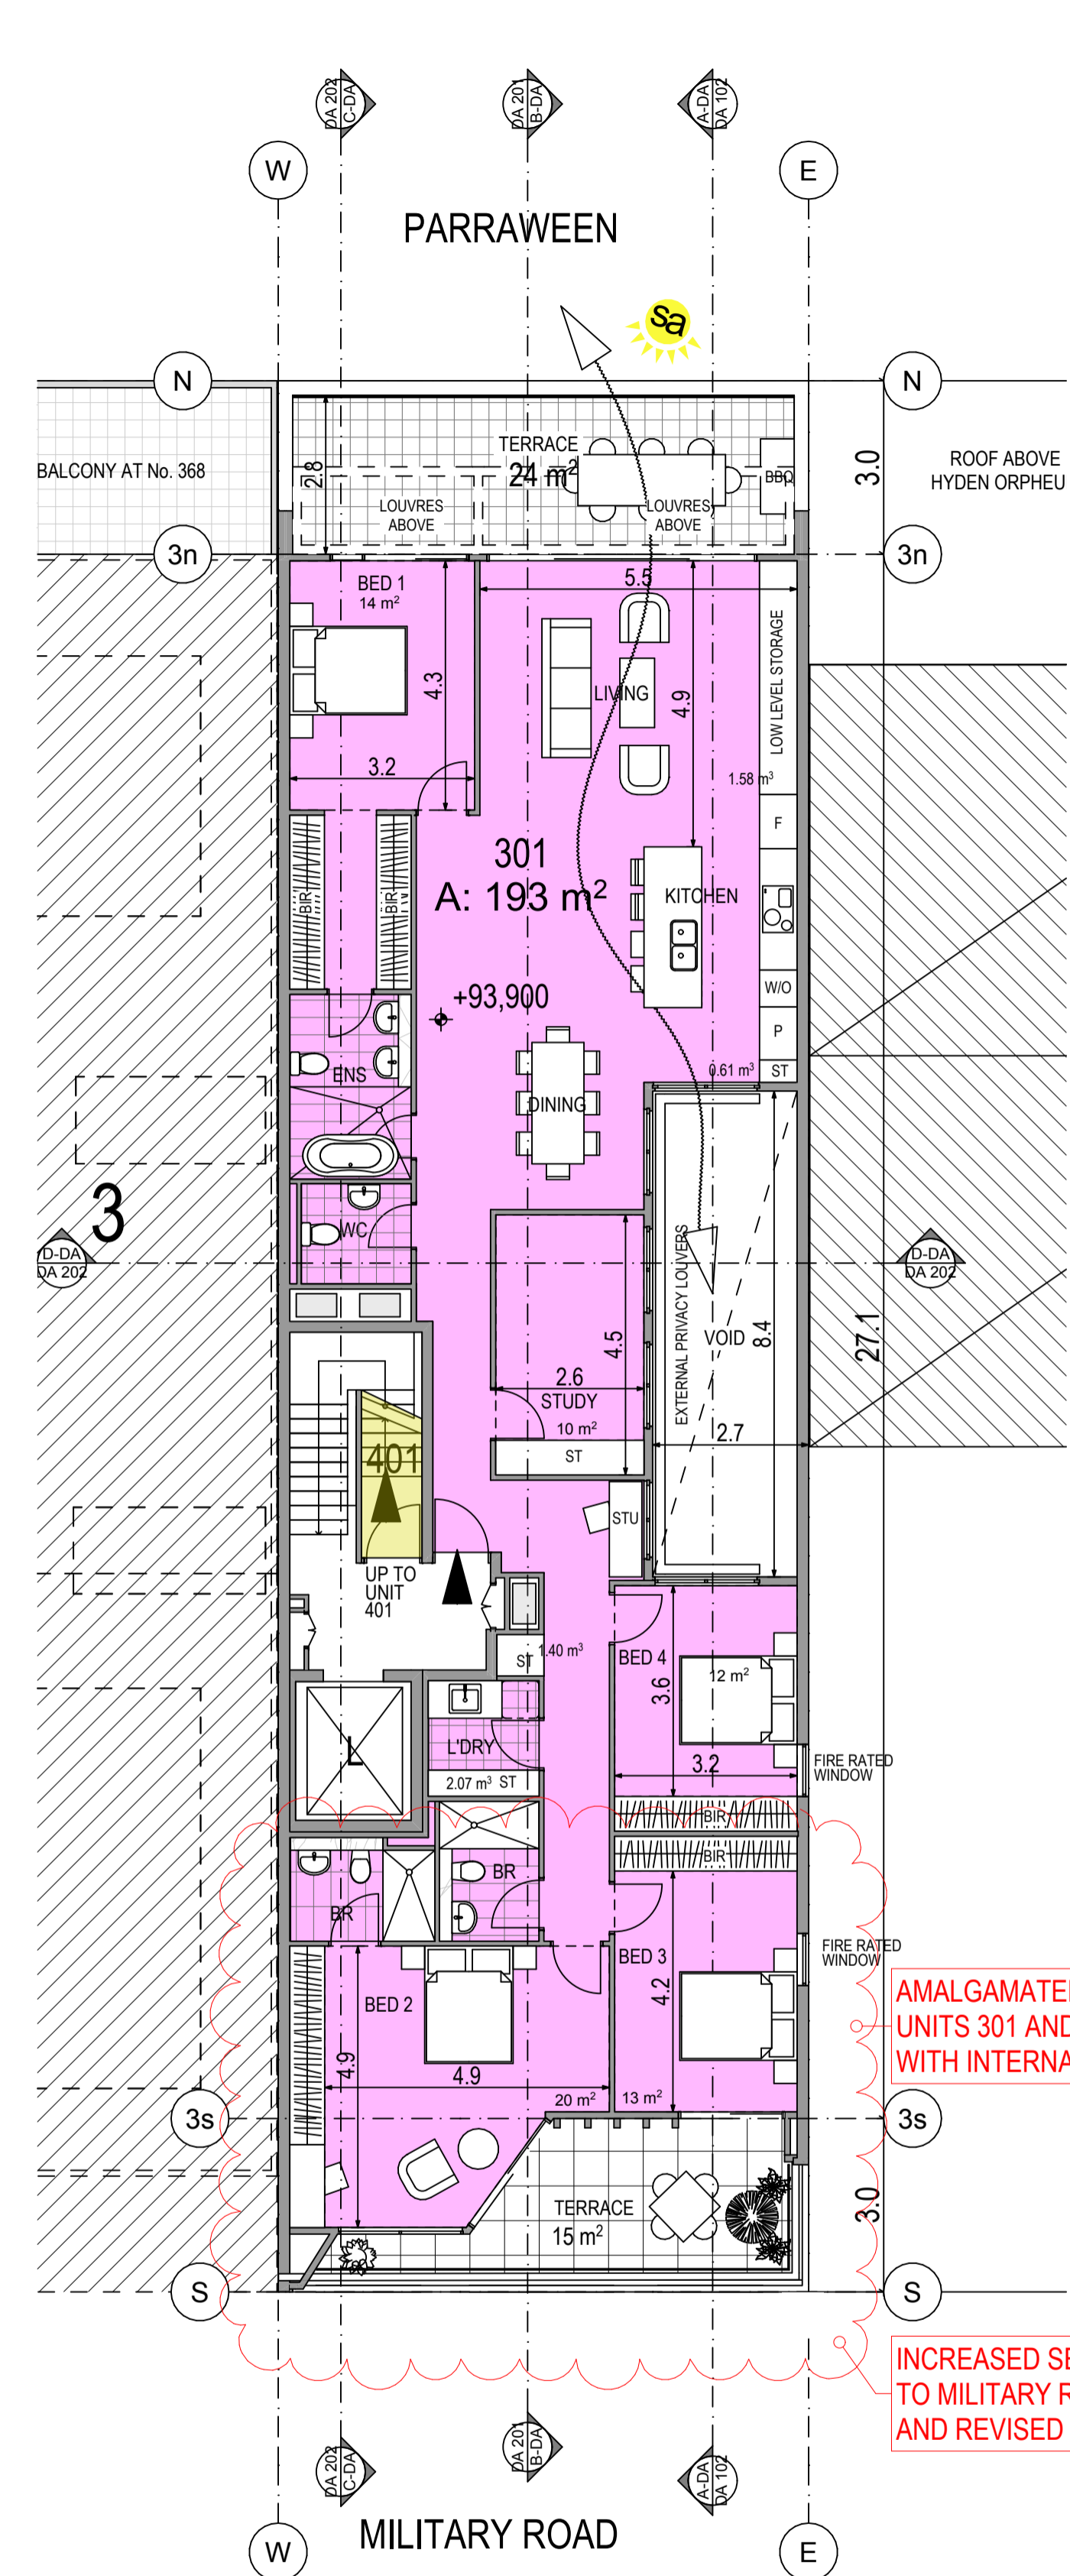 DA 202
C-DA
DA 201
B-DA
A-DA
DA 102
W
E
PARRAWEEN
sa
N
N
BALCONY AT No. 368
TERRACE
24 m²
2.8
BBQ
3.0
ROOF ABOVE
HYDEN ORPHEU
LOUVRES
ABOVE
LOUVRES
ABOVE
3n
3n
BED 1
14 m²
5.5
4.3
LIVING
4.9
LOW LEVEL STORAGE
3.2
1.58 m³
F
301
A: 193 m²
KITCHEN
BIR
BIR
+93,900
W/O
P
0.61 m³
ST
ENS
DINING
3
WC
D-DA
DA 202
D-DA
DA 202
EXTERNAL PRIVACY LOUVERS
VOID
8.4
27.1
4.5
2.6
STUDY
10 m²
2.7
ST
401
STU
UP TO
UNIT
401
1.40 m³
ST
BED 4
12 m²
3.6
L'DRY
L
3.2
FIRE RATED
WINDOW
2.07 m³ ST
BIR
BIR
BR
BR
BED 3
FIRE RATED
WINDOW
4.2
BED 2
AMALGAMATE
UNITS 301 AND
WITH INTERNA
4.9
4.9
20 m²
13 m²
3s
3s
TERRACE
15 m²
3.0
S
S
INCREASED SE
TO MILITARY R
AND REVISED
DA 202
C-DA
DA 201
B-DA
A-DA
DA 102
MILITARY ROAD
W
E